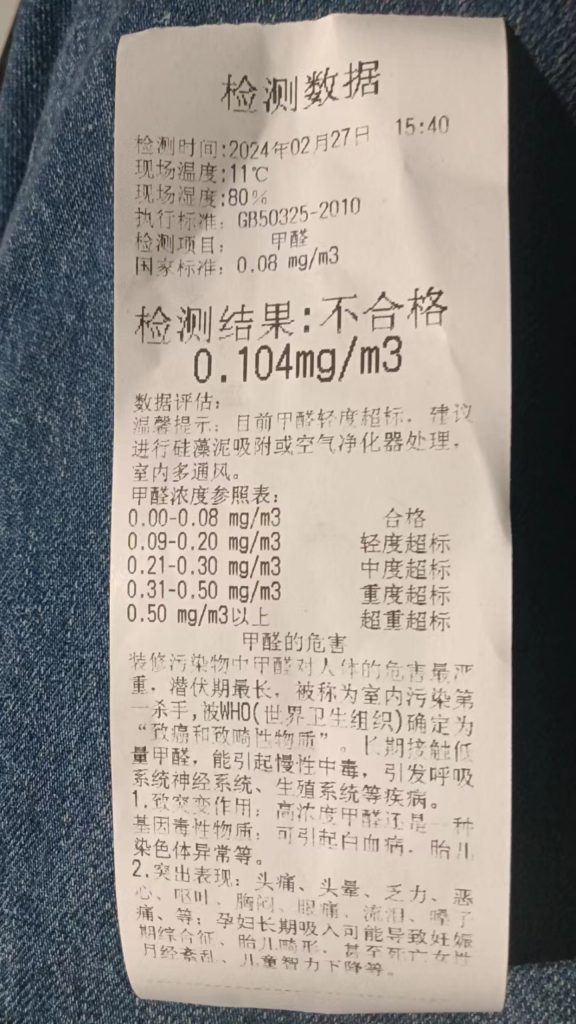 检测数据
检测时间:2024年02月27日 15:40
现场温度:11℃
现场湿度:80%
执行标准: GB50325-2010
检测项目: 甲醛
国家标准: 0.08 mg/m3
检测结果:不合格
0.104mg/m3
数据评估:
温馨提示: 目前甲醛轻度超标，建议
进行硅藻泥吸附或空气净化器处理，
室内多通风。
甲醛浓度参照表:
0.00-0.08 mg/m3 合格
0.09-0.20 mg/m3 轻度超标
0.21-0.30 mg/m3 中度超标
0.31-0.50 mg/m3 重度超标
0.50 mg/m3以上 超重超标
甲醛的危害
装修污染物中甲醛对人体的危害最严
重，潜伏期最长，被称为室内污染第
一杀手,被WHO(世界卫生组织)确定为
“致癌和致畸性物质”。长期接触低
量甲醛，能引起慢性中毒，引发呼吸
系统神经系统、生殖系统等疾病。
1.致突变作用: 高浓度甲醛还是一种
基因毒性物质; 可引起白血病，胎儿
染色体异常等。
2.突出表现: 头痛、头晕、乏力、恶
心、呕吐、胸闷、眼痛、流泪、嗓子
痛、等; 孕妇长期吸入可能导致妊娠
期综合征、胎儿畸形，甚至死亡女性
月经紊乱、儿童智力下降等。